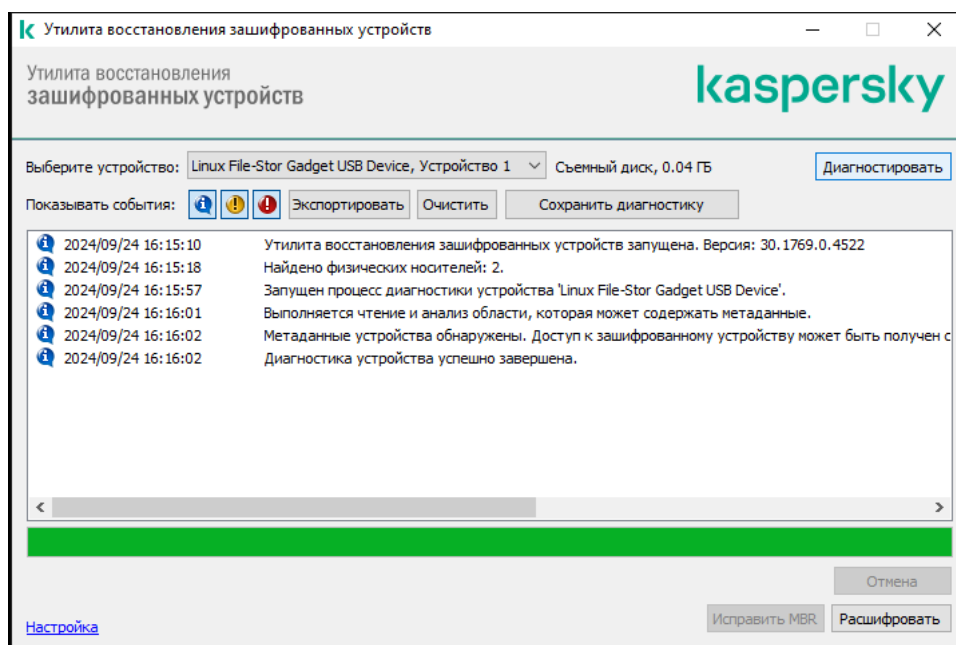 Утилита восстановления зашифрованных устройств
Утилита восстановления
зашифрованных устройств
kaspersky
Выберите устройство: Linux File-Stor Gadget USB Device, Устройство 1 Съемный диск, 0.04 ГБ Диагностировать
Показывать события: Экспортировать Очистить Сохранить диагностику
2024/09/24 16:15:10 Утилита восстановления зашифрованных устройств запущена. Версия: 30.1769.0.4522
2024/09/24 16:15:18 Найдено физических носителей: 2.
2024/09/24 16:15:57 Запущен процесс диагностики устройства 'Linux File-Stor Gadget USB Device'.
2024/09/24 16:16:01 Выполняется чтение и анализ области, которая может содержать метаданные.
2024/09/24 16:16:02 Метаданные устройства обнаружены. Доступ к зашифрованному устройству может быть получен с
2024/09/24 16:16:02 Диагностика устройства успешно завершена.
Отмена
Настройка Исправить MBR Расшифровать